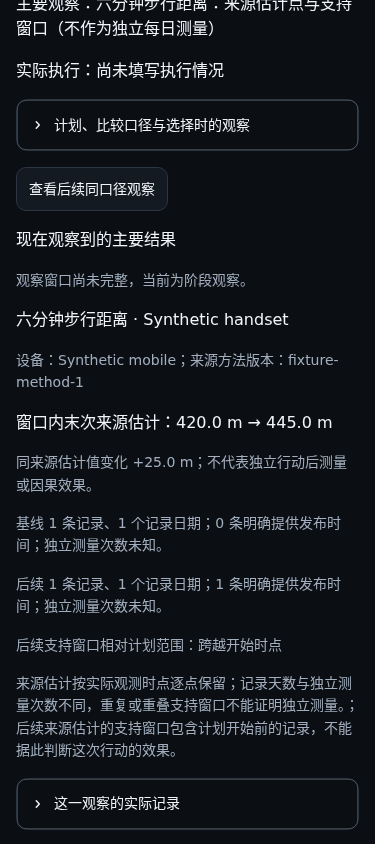 主要观察：六分钟步行距离：来源估计点与支持
窗口（不作为独立每日测量）
实际执行：尚未填写执行情况
计划、比较口径与选择时的观察
查看后续同口径观察
现在观察到的主要结果
观察窗口尚未完整，当前为阶段观察。
六分钟步行距离 · Synthetic handset
设备：Synthetic mobile；来源方法版本：fixture-
method-1
窗口内末次来源估计：420.0 m → 445.0 m
同来源估计值变化 +25.0 m；不代表独立行动后测量
或因果效果。
基线 1 条记录、1 个记录日期；0 条明确提供发布时
间；独立测量次数未知。
后续 1 条记录、1 个记录日期；1 条明确提供发布时
间；独立测量次数未知。
后续支持窗口相对计划范围：跨越开始时点
来源估计按实际观测时点逐点保留；记录天数与独立测
量次数不同，重复或重叠支持窗口不能证明独立测量。；
后续来源估计的支持窗口包含计划开始前的记录，不能
据此判断这次行动的效果。
这一观察的实际记录